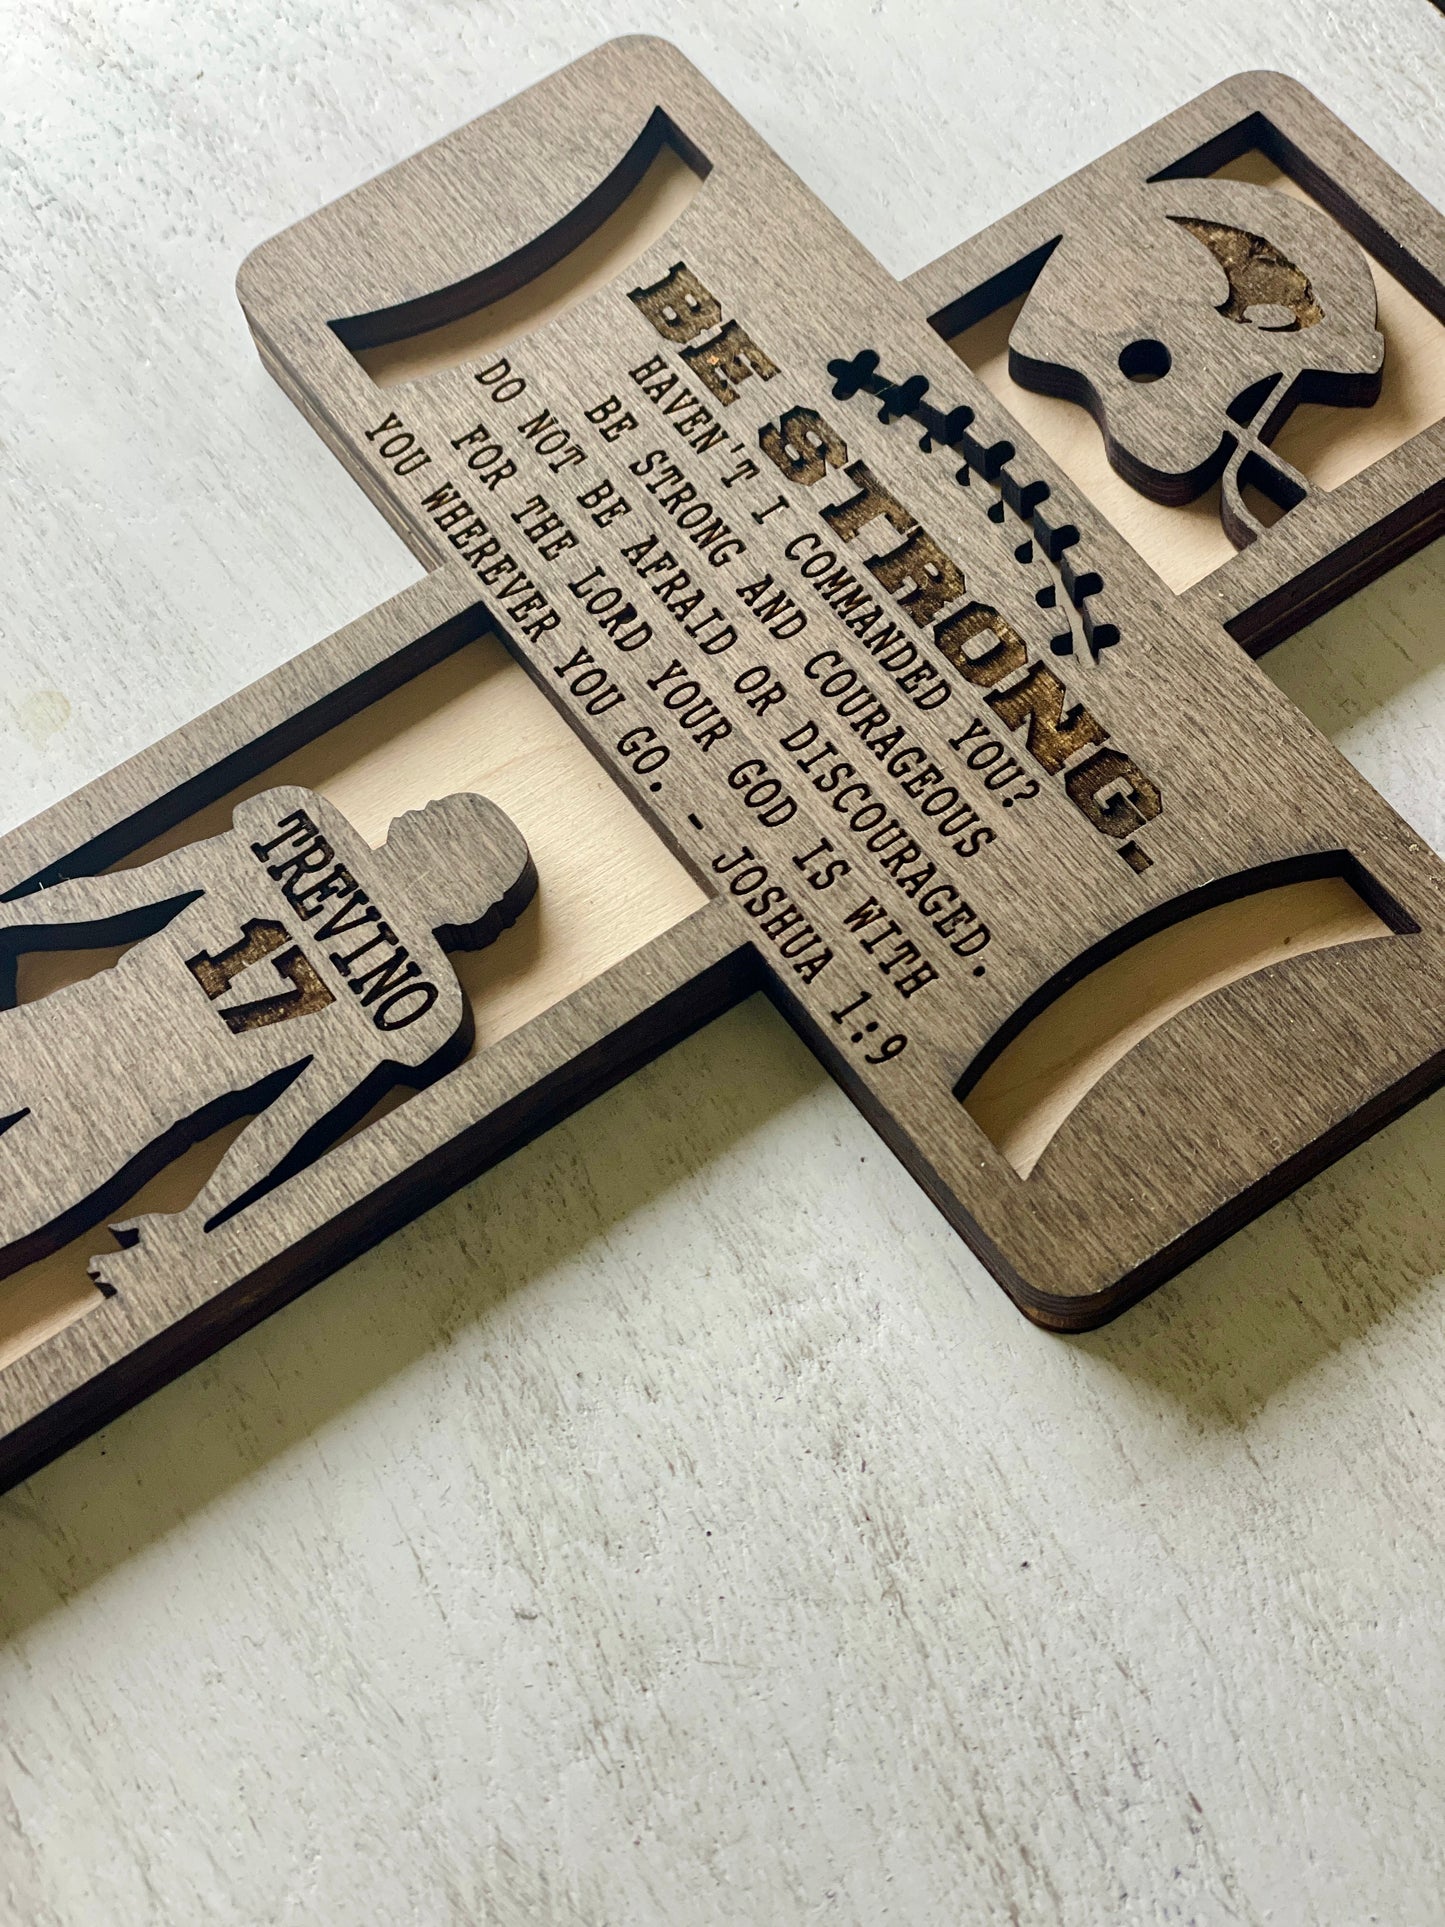 BE STRONG.
HAVEN'T I COMMANDED YOU?
BE STRONG AND COURAGEOUS
DO NOT BE AFRAID OR DISCOURAGED.
FOR THE LORD YOUR GOD IS WITH
YOU WHEREVER YOU GO. - JOSHUA 1:9
TREVINO
17